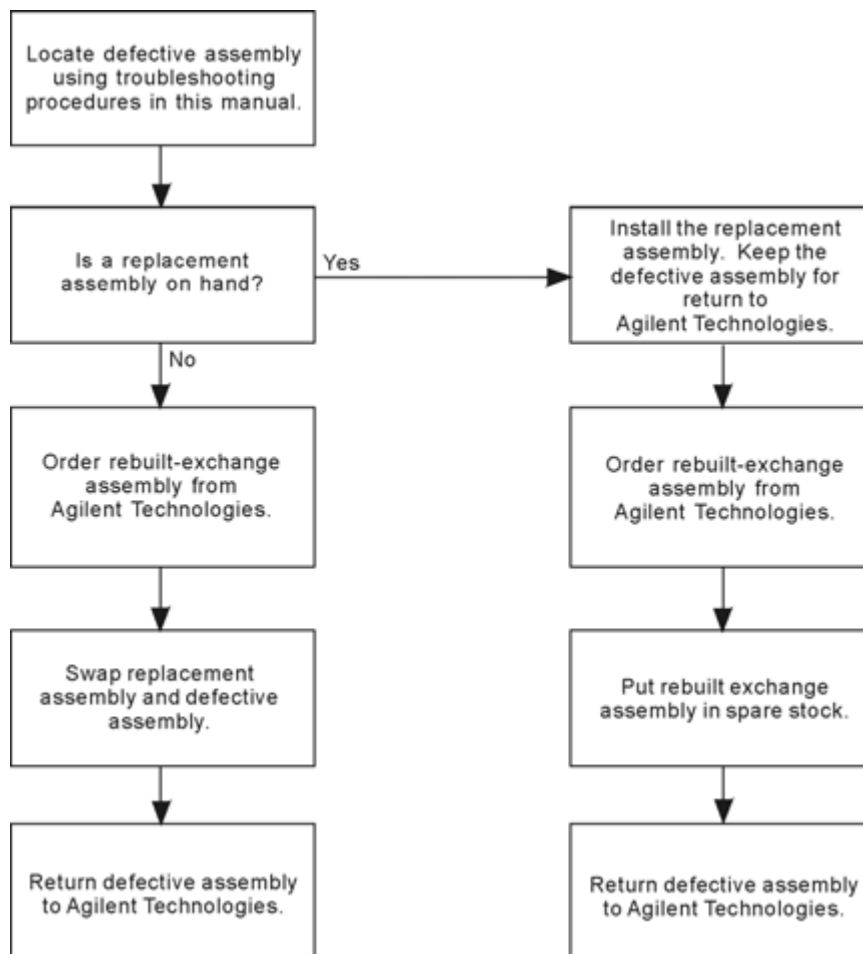 Locate defective assembly
using troubleshooting
procedures in this manual.
Is a replacement
assembly on hand?
Yes
Install the replacement
assembly. Keep the
defective assembly for
return to
Agilent Technologies.
No
Order rebuilt-exchange
assembly from
Agilent Technologies.
Order rebuilt-exchange
assembly from
Agilent Technologies.
Swap replacement
assembly and defective
assembly.
Put rebuilt exchange
assembly in spare stock.
Return defective assembly
to Agilent Technologies.
Return defective assembly
to Agilent Technologies.